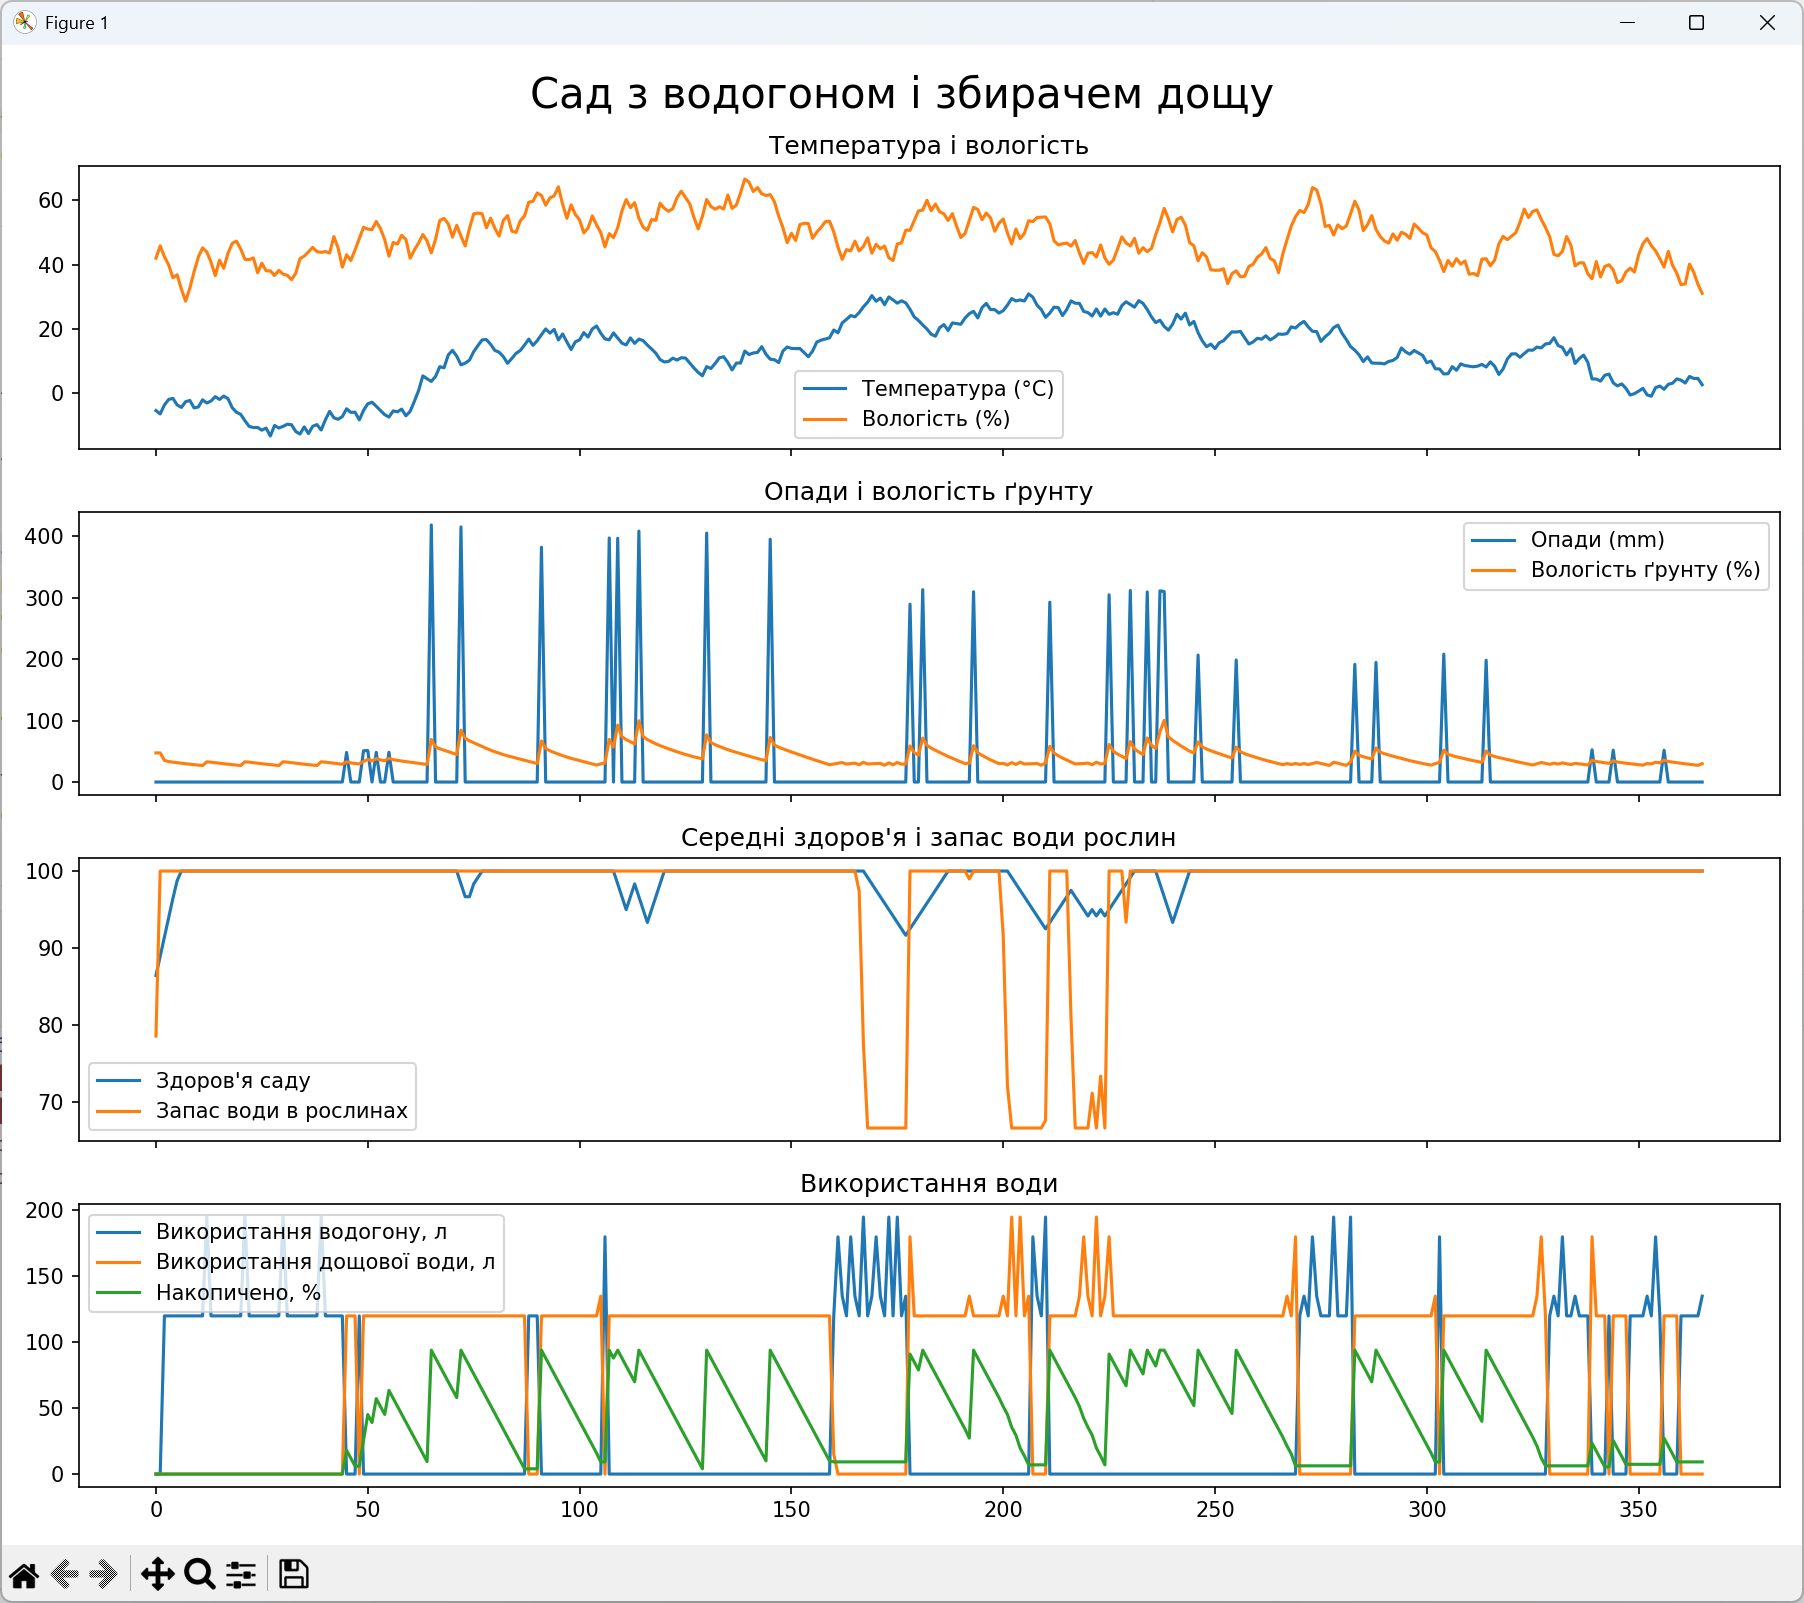 Figure 1
Сад з водогоном і збирачем дощу
Температура і вологість
60
40
20
0
Температура (°C)
Вологість (%)
Опади і вологість ґрунту
400
300
200
100
0
Опади (mm)
Вологість ґрунту (%)
Середні здоров'я і запас води рослин
100
90
80
70
Здоров'я саду
Запас води в рослинах
Використання води
200
150
100
50
0
Використання водогону, л
Використання дощової води, л
Накопичено, %
0 50 100 150 200 250 300 350